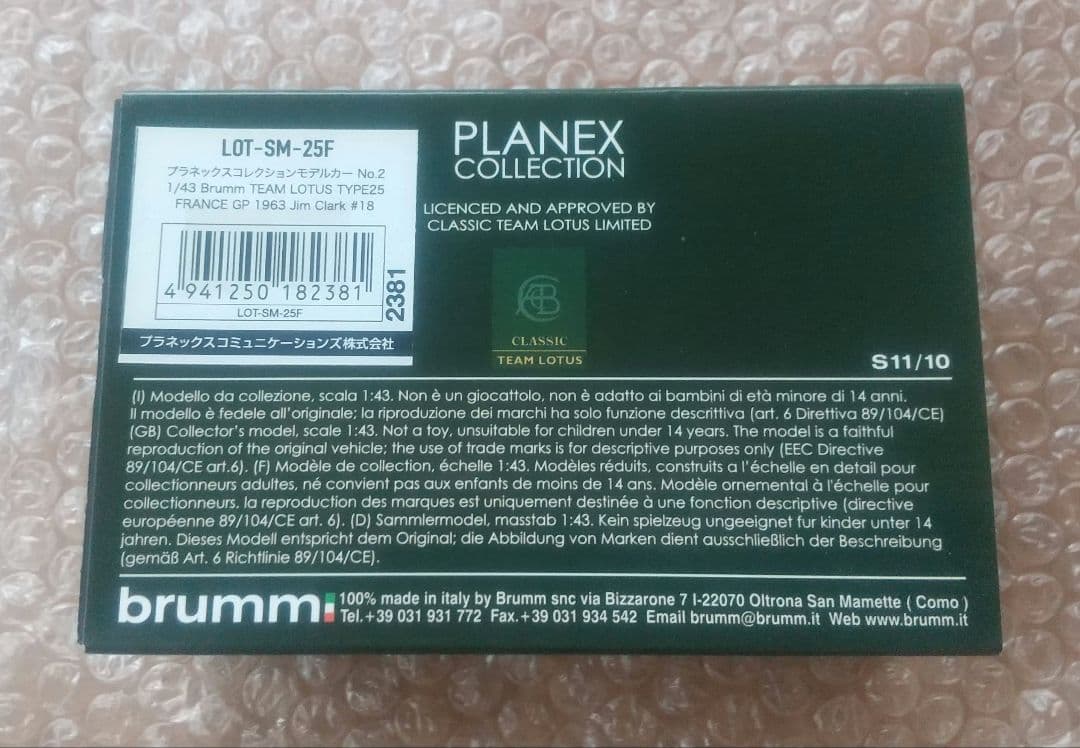 LOT-SM-25F
プラネックスコレクションモデルカー No.2
1/43 Brumm TEAM LOTUS TYPE25
FRANCE GP 1963 Jim Clark #18
4 941250 182381
2381
LOT-SM-25F
プラネックスコミュニケーションズ株式会社
PLANEX
COLLECTION
LICENCED AND APPROVED BY
CLASSIC TEAM LOTUS LIMITED
CLASSIC
TEAM LOTUS
S11/10
(I) Modello da collezione, scala 1:43. Non è un giocattolo, non è adatto ai bambini di età minore di 14 anni.
Il modello è fedele all'originale; la riproduzione dei marchi ha solo funzione descrittiva (art. 6 Direttiva 89/104/CE)
(GB) Collector's model, scale 1:43. Not a toy, unsuitable for children under 14 years. The model is a faithful
reproduction of the original vehicle; the use of trade marks is for descriptive purposes only (EEC Directive
89/104/CE art.6). (F) Modèle de collection, échelle 1:43. Modèles réduits, construits a l'échelle en detail pour
collectionneurs adultes, né convient pas aux enfants de moins de 14 ans. Modèle ornemental à l'échelle pour
collectionneurs, la reproduction des marques est uniquement destinée à une fonction descriptive (directive
européenne 89/104/CE art. 6). (D) Sammlermodel, masstab 1:43. Kein spielzeug ungeeignet fur kinder unter 14
jahren. Dieses Modell entspricht dem Original; die Abbildung von Marken dient ausschließlich der Beschreibung
(gemäß Art. 6 Richtlinie 89/104/CE).
brumm
100% made in italy by Brumm snc via Bizzarone 7 I-22070 Oltrona San Mamette ( Como )
Tel.+39 031 931 772 Fax.+39 031 934 542 Email brumm@brumm.it Web www.brumm.it